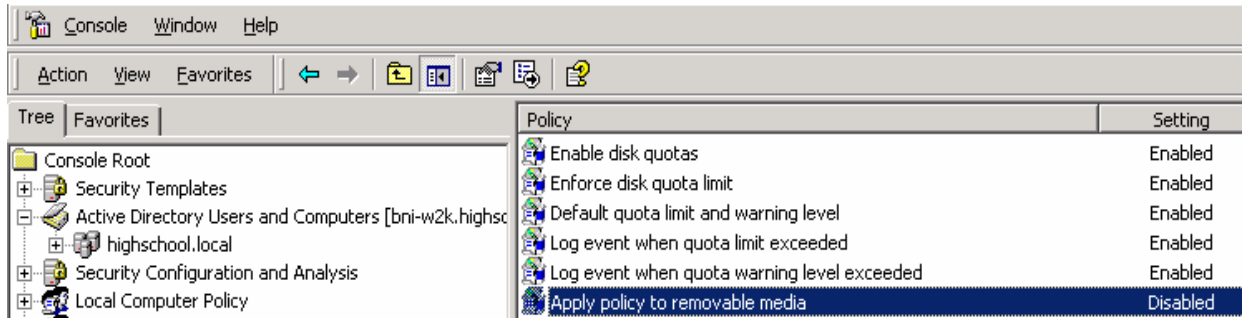 Console Window Help
Action View Favorites
Tree Favorites
Console Root
Security Templates
Active Directory Users and Computers [bni-w2k.highsc
highschool.local
Security Configuration and Analysis
Local Computer Policy
Policy Setting
Enable disk quotas Enabled
Enforce disk quota limit Enabled
Default quota limit and warning level Enabled
Log event when quota limit exceeded Enabled
Log event when quota warning level exceeded Enabled
Apply policy to removable media Disabled